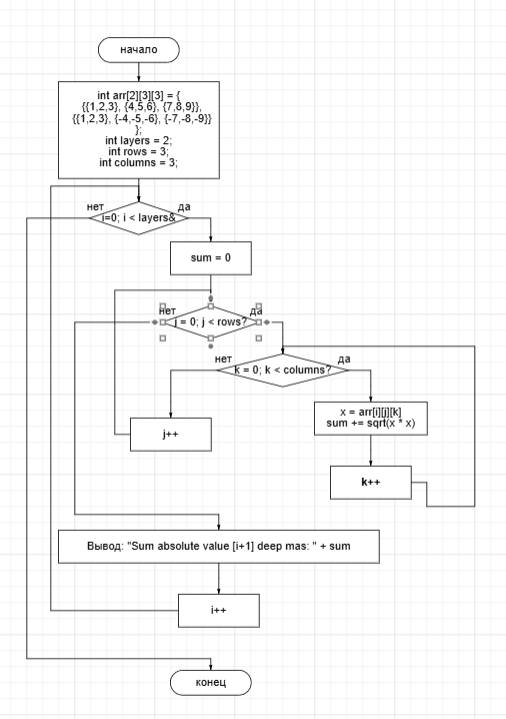 начало
int arr[2][3][3] = {
{{1,2,3}, {4,5,6}, {7,8,9}},
{{1,2,3}, {-4,-5,-6}, {-7,-8,-9}}
};
int layers = 2;
int rows = 3;
int columns = 3;
нет
да
i=0; i < layers&
sum = 0
нет
да
j = 0; j < rows?
нет
да
k = 0; k < columns?
x = arr[i][j][k]
sum += sqrt(x * x)
j++
k++
Вывод: "Sum absolute value [i+1] deep mas: " + sum
i++
конец